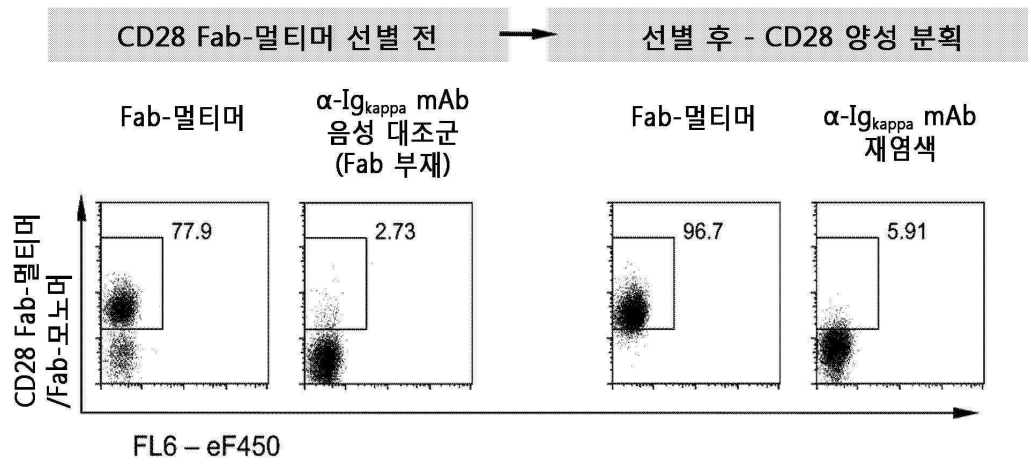 CD28 Fab-멀티머 선별 전
선별 후 - CD28 양성 분획
Fab-멀티머
α-Igkappa mAb
음성 대조군
(Fab 부재)
Fab-멀티머
α-Igkappa mAb
재염색
77.9
2.73
96.7
5.91
CD28 Fab-멀티머
/Fab-모노머
FL6 – eF450